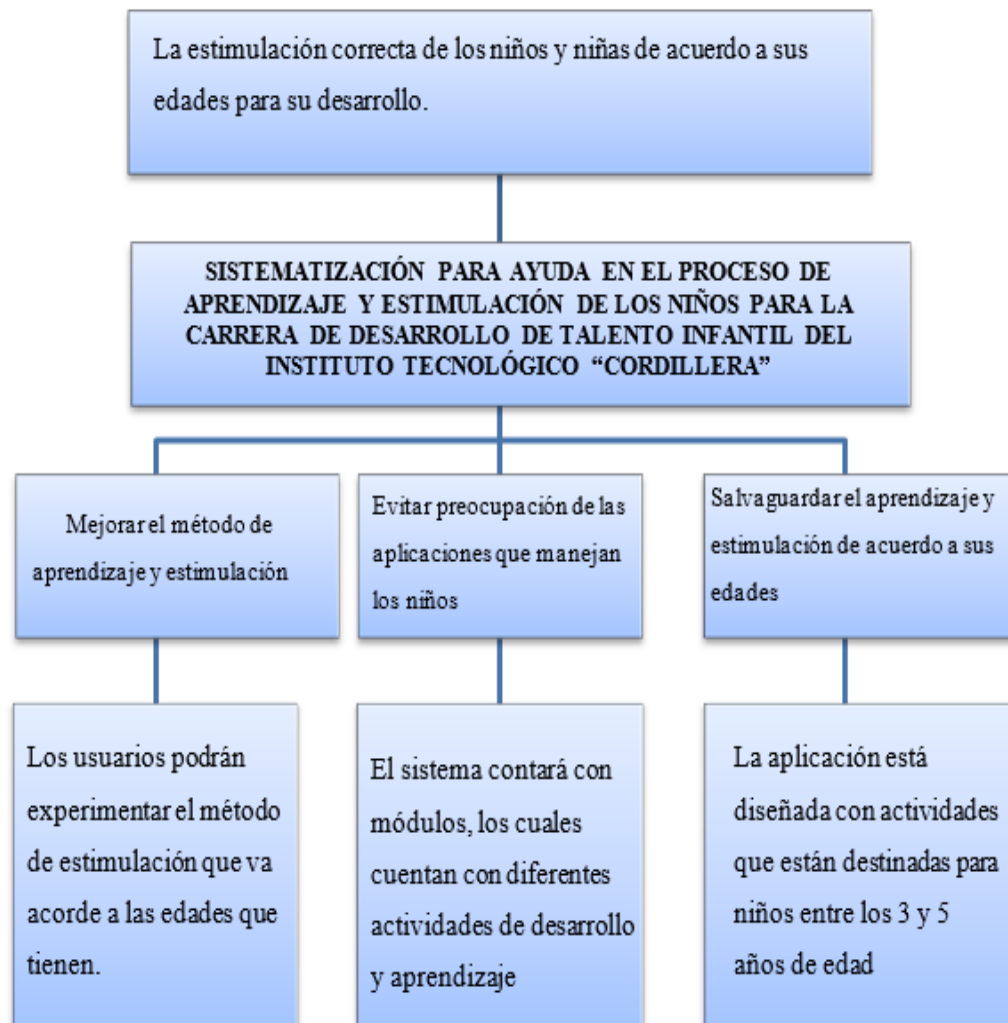 La estimulación correcta de los niños y niñas de acuerdo a sus
edades para su desarrollo.
SISTEMATIZACIÓN PARA AYUDA EN EL PROCESO DE
APRENDIZAJE Y ESTIMULACIÓN DE LOS NIÑOS PARA LA
CARRERA DE DESARROLLO DE TALENTO INFANTIL DEL
INSTITUTO TECNOLÓGICO “CORDILLERA”
Mejorar el método de
aprendizaje y estimulación
Evitar preocupación de las
aplicaciones que manejan
los niños
Salvaguardar el aprendizaje y
estimulación de acuerdo a sus
edades
Los usuarios podrán
experimentar el método
de estimulación que va
acorde a las edades que
tienen.
El sistema contará con
módulos, los cuales
cuentan con diferentes
actividades de desarrollo
y aprendizaje
La aplicación está
diseñada con actividades
que están destinadas para
niños entre los 3 y 5
años de edad